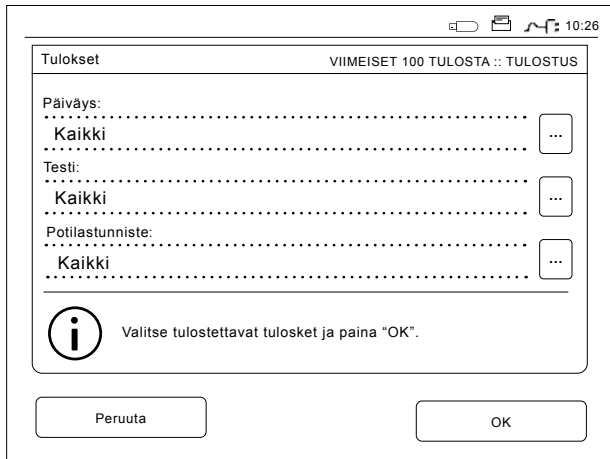 10:26
Tulokset VIIMEISET 100 TULOSTA :: TULOSTUS
Päiväys:
Kaikki ...
Testi:
Kaikki ...
Potilastunniste:
Kaikki ...
i Valitse tulostettavat tulosket ja paina “OK”.
Peruuta OK